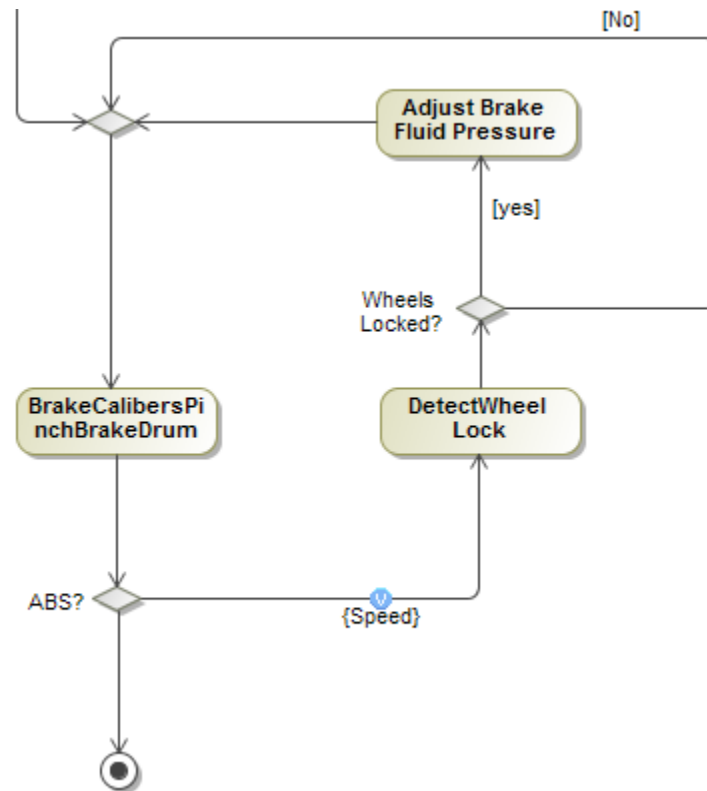 [No]
Adjust Brake
Fluid Pressure
[yes]
Wheels
Locked?
BrakeCalibersPi
nchBrakeDrum
DetectWheel
Lock
ABS?
V
{Speed}